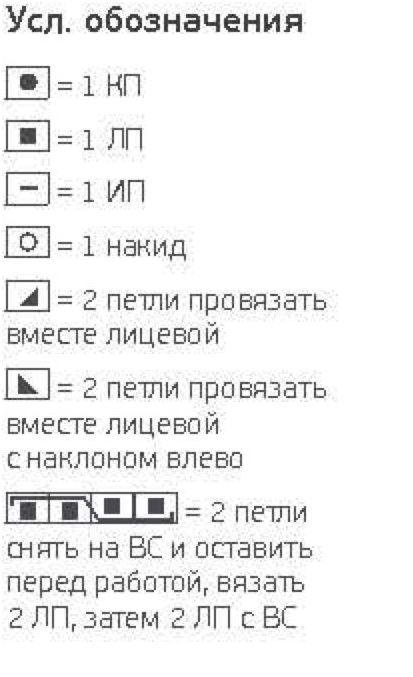 Усл. обозначения
= 1 КП
= 1 ЛП
= 1 ИП
= 1 накид
= 2 петли провязать
вместе лицевой
= 2 петли провязать
вместе лицевой
с наклоном влево
= 2 петли
снять на ВС и оставить
перед работой, вязать
2 ЛП, затем 2 ЛП с ВС